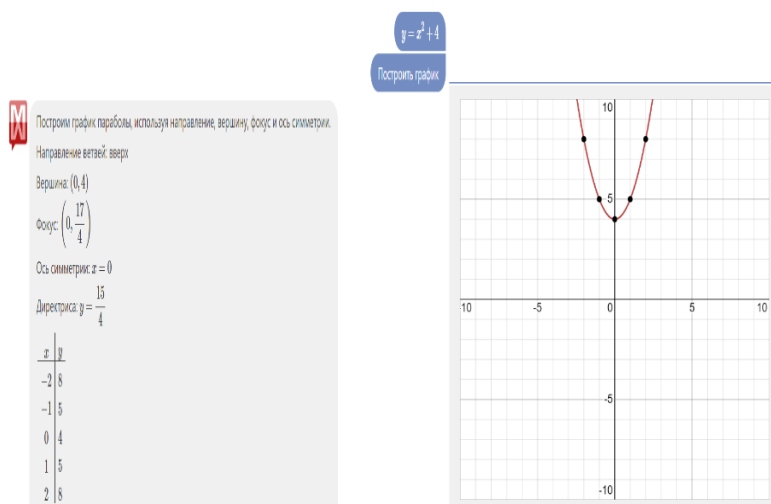 y = x² + 4
Построить график
Построим график параболы, используя направление, вершину, фокус и ось симметрии.
Направление ветвей: вверх
Вершина: (0, 4)
Фокус: (0, 17/4)
Ось симметрии: x = 0
Директриса: y = 15/4
x y
−2 8
−1 5
0 4
1 5
2 8
10
5
-10 -5 0 5 10
-5
-10